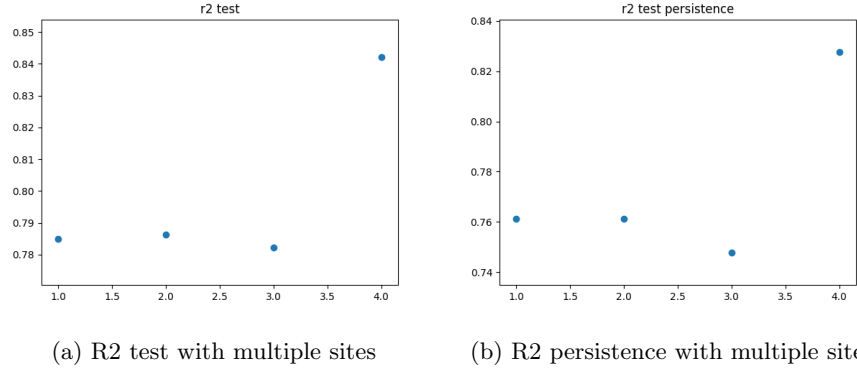 r2 test
0.85
0.84
0.83
0.82
0.81
0.80
0.79
0.78
1.0 1.5 2.0 2.5 3.0 3.5 4.0
(a) R2 test with multiple sites
r2 test persistence
0.84
0.82
0.80
0.78
0.76
0.74
1.0 1.5 2.0 2.5 3.0 3.5 4.0
(b) R2 persistence with multiple site